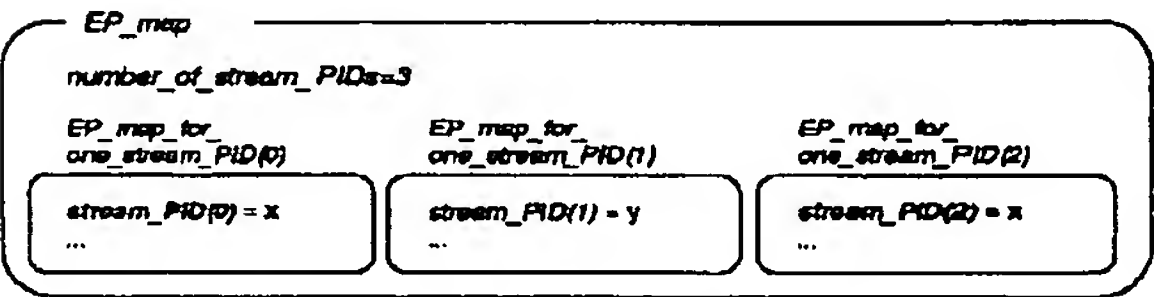 EP_map
number_of_stream_PIDs=3
EP_map_for_ EP_map_for_ EP_map_for_
one_stream_PID(0) one_stream_PID(1) one_stream_PID(2)
stream_PID(0) = x stream_PID(1) = y stream_PID(2) = x
... ... ...